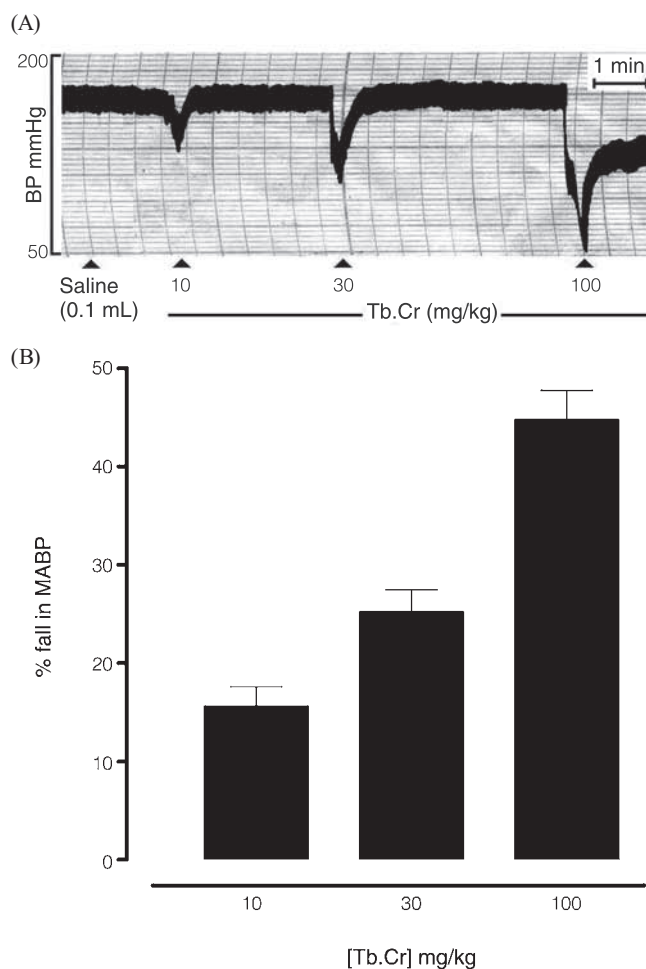 (A)
200
1 min
BP mmHg
50
Saline
(0.1 mL)
10
30
100
Tb.Cr (mg/kg)
(B)
50
40
30
20
10
0
% fall in MABP
10
30
100
[Tb.Cr] mg/kg